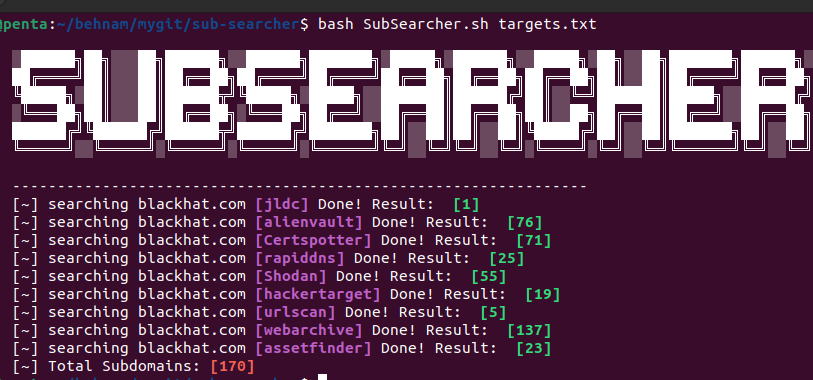 @penta:~/behnam/mygit/sub-searcher$ bash SubSearcher.sh targets.txt
SUBSEARCHER
----------------------------------------------------------------
[~] searching blackhat.com [jldc] Done! Result:  [1]
[~] searching blackhat.com [alienvault] Done! Result:  [76]
[~] searching blackhat.com [Certspotter] Done! Result:  [71]
[~] searching blackhat.com [rapiddns] Done! Result:  [25]
[~] searching blackhat.com [Shodan] Done! Result:  [55]
[~] searching blackhat.com [hackertarget] Done! Result:  [19]
[~] searching blackhat.com [urlscan] Done! Result:  [5]
[~] searching blackhat.com [webarchive] Done! Result:  [137]
[~] searching blackhat.com [assetfinder] Done! Result:  [23]
[~] Total Subdomains: [170]